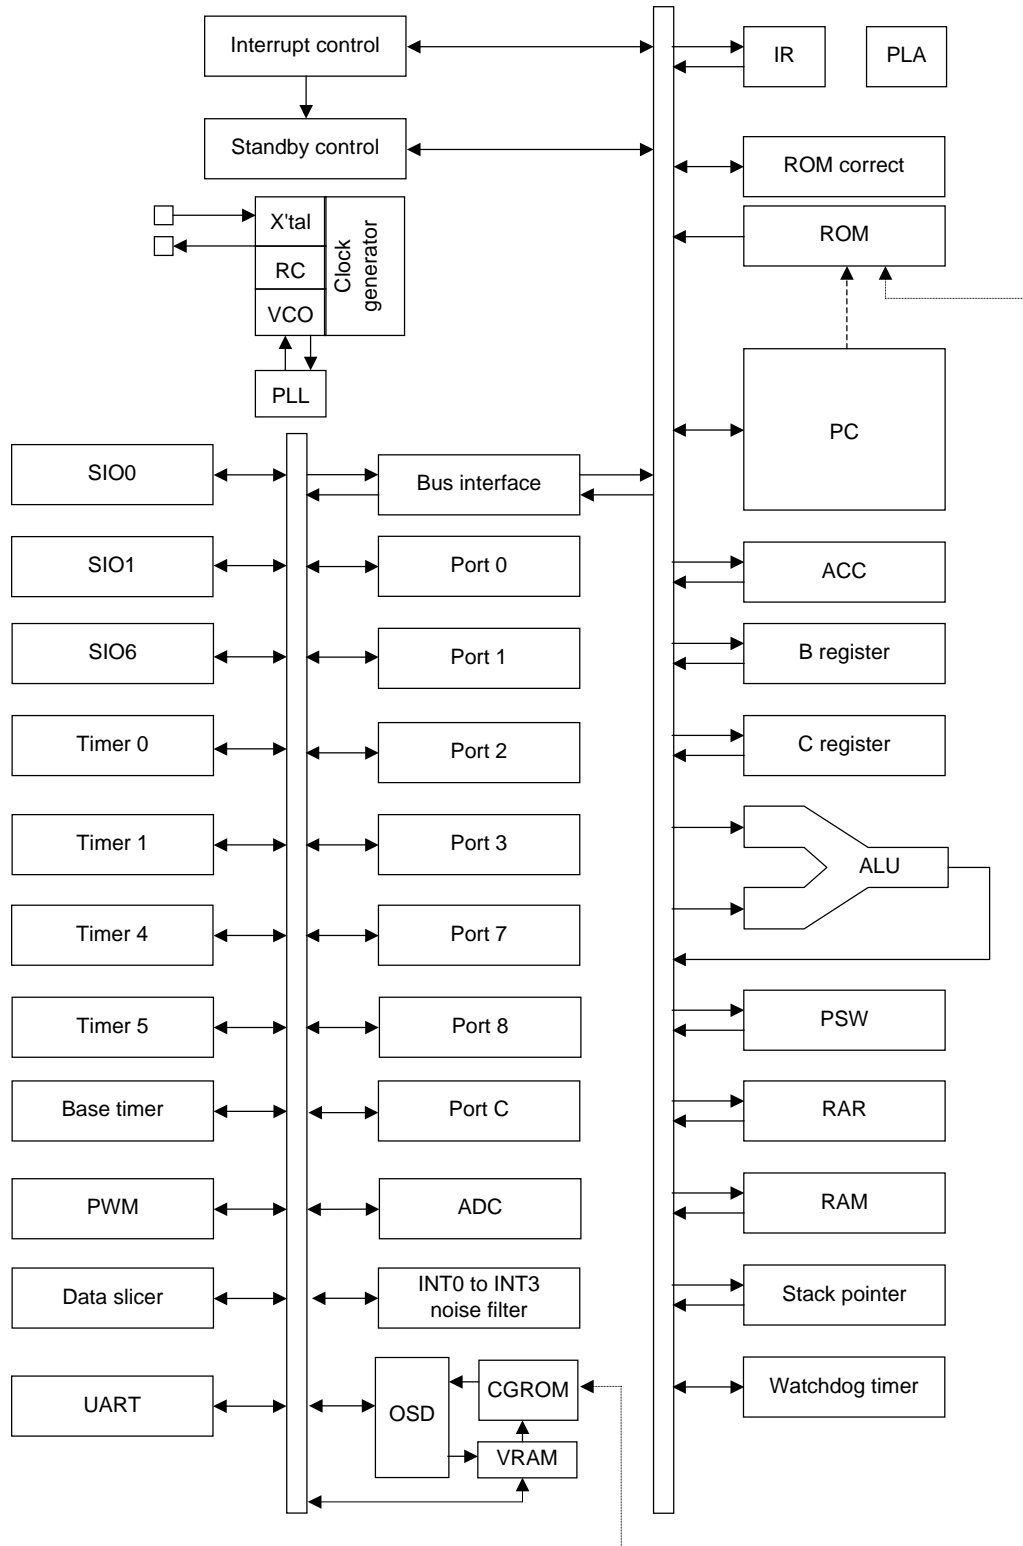 Interrupt control
IR
PLA
Standby control
ROM correct
X'tal
RC
VCO
Clock
generator
ROM
PLL
PC
SIO0
Bus interface
SIO1
Port 0
ACC
SIO6
Port 1
B register
Timer 0
Port 2
C register
Timer 1
Port 3
ALU
Timer 4
Port 7
Timer 5
Port 8
PSW
Base timer
Port C
RAR
PWM
ADC
RAM
Data slicer
INT0 to INT3
noise filter
Stack pointer
UART
OSD
CGROM
VRAM
Watchdog timer